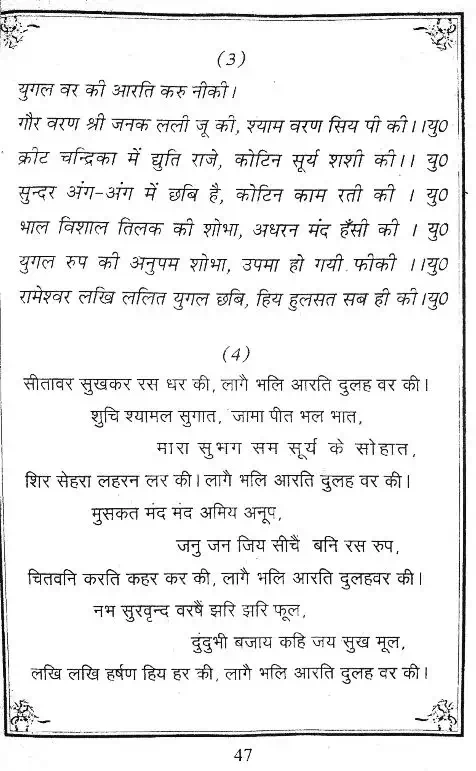 (3)
युगल वर की आरति करु नीकी।
गौर वरण श्री जनक लली जू की, श्याम वरण सिय पी की।।यु0
क्रीट चन्द्रिका में द्युति राजे, कोटिन सूर्य शशी की।। यु0
सुन्दर अंग-अंग में छबि है, कोटिन काम रती की । यु0
भाल विशाल तिलक की शोभा, अधरन मंद हँसी की । यु0
युगल रुप की अनुपम शोभा, उपमा हो गयी फीकी ।।यु0
रामेश्वर लखि ललित युगल छबि, हिय हुलसत सब ही की।यु0
(4)
सीतावर सुखकर रस धर की, लागै भलि आरति दुलह वर की।
शुचि श्यामल सुगात, जामा पीत भल भात,
मारा सुभग सम सूर्य के सोहात,
शिर सेहरा लहरन लर की। लागै भलि आरति दुलह वर की।
मुसकत मंद मंद अमिय अनूप,
जनु जन जिय सीचैं बनि रस रुप,
चितवनि करति कहर कर की, लागै भलि आरति दुलहवर की।
नभ सुरवृन्द वरषैं झरि झरि फूल,
दुंदुभी बजाय कहि जय सुख मूल,
लखि लखि हर्षण हिय हर की, लागै भलि आरति दुलह वर की।
47